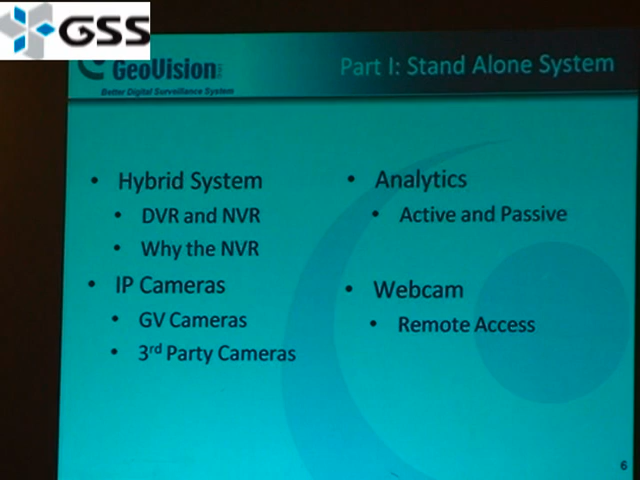 GSS
GeoVision
Better Digital Surveillance System
Part I: Stand Alone System
• Hybrid System
• DVR and NVR
• Why the NVR
• IP Cameras
• GV Cameras
• 3rd Party Cameras
• Analytics
• Active and Passive
• Webcam
• Remote Access
6